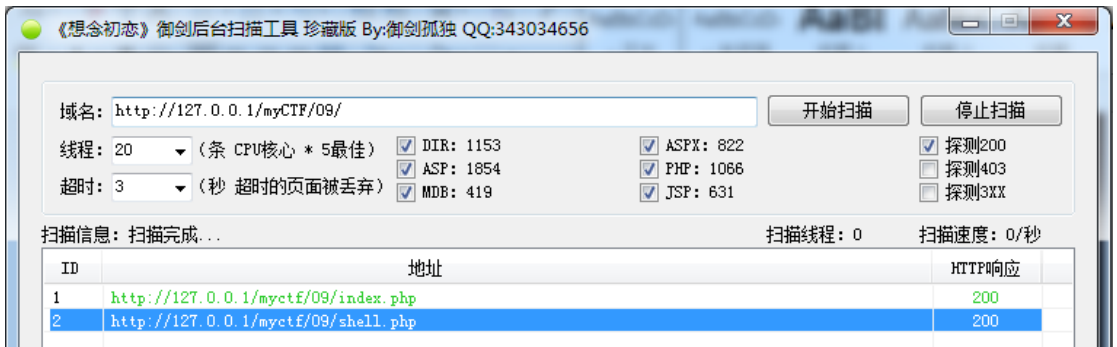 《想念初恋》御剑后台扫描工具 珍藏版 By:御剑孤独 QQ:343034656
域名: http://127.0.0.1/myCTF/09/ 开始扫描 停止扫描
线程: 20 (条 CPU核心 * 5最佳) DIR: 1153 ASPX: 822 探测200
ASP: 1854 PHP: 1066 探测403
超时: 3 (秒 超时的页面被丢弃) MDB: 419 JSP: 631 探测3XX
扫描信息: 扫描完成... 扫描线程: 0 扫描速度: 0/秒
ID 地址 HTTP响应
1 http://127.0.0.1/myctf/09/index.php 200
2 http://127.0.0.1/myctf/09/shell.php 200